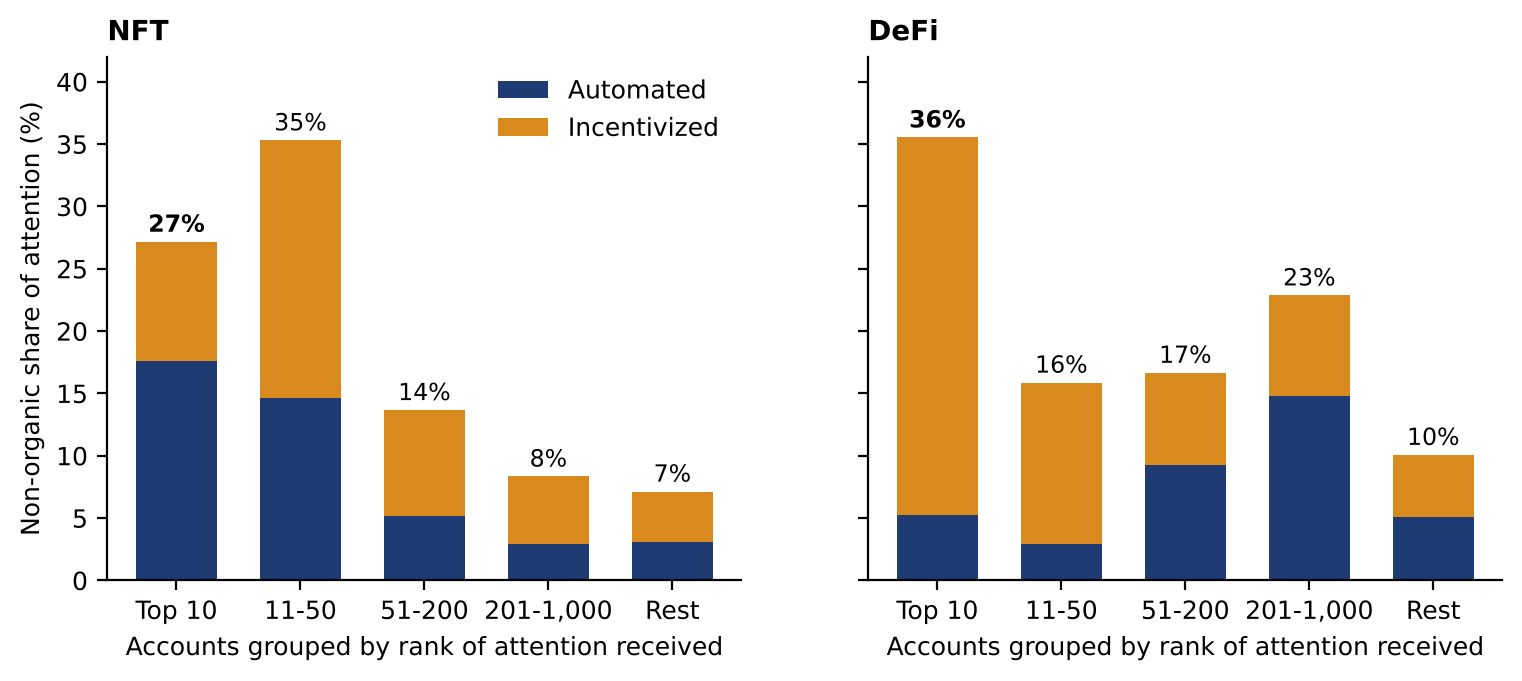 NFT
Non-organic share of attention (%)
40
35
30
25
20
15
10
5
0
Automated
Incentivized
27%
35%
14%
8%
7%
Top 10
11-50
51-200
201-1,000
Rest
Accounts grouped by rank of attention received
DeFi
36%
16%
17%
23%
10%
Top 10
11-50
51-200
201-1,000
Rest
Accounts grouped by rank of attention received